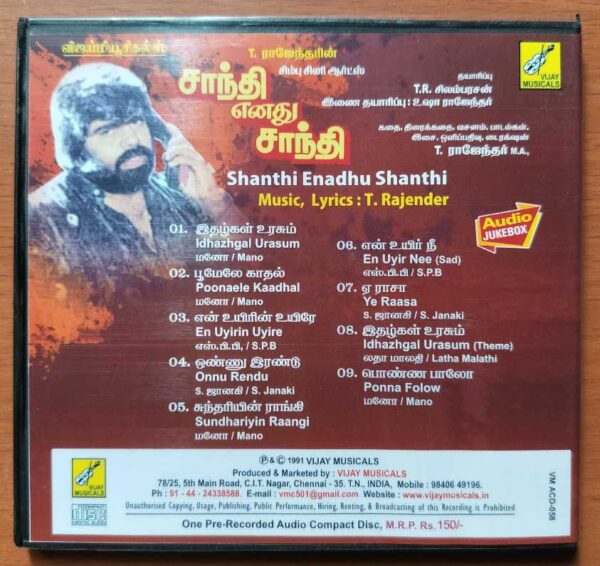 விஜய்மியூசிகல்ஸ்
T. ராஜேந்தரின்
சிம்பு சினி ஆர்ட்ஸ்
சாந்தி
எனது
சாந்தி
தயாரிப்பு
T.R. சிலம்பரசன்
இணை தயாரிப்பு : உஷா ராஜேந்தர்
கதை, திரைக்கதை, வசனம், பாடல்கள்,
இசை, ஒளிப்பதிவு, டைரக்ஷன்
T. ராஜேந்தர் M.A.,
VIJAY
MUSICALS
Shanthi Enadhu Shanthi
Music, Lyrics : T. Rajender
Audio
JUKEBOX
01. இதழ்கள் உரசும்
Idhazhgal Urasum
மனோ / Mano
02. பூமேலே காதல்
Poonaele Kaadhal
மனோ / Mano
03. என் உயிரின் உயிரே
En Uyirin Uyire
எஸ்.பி.பி, / S.P.B
04. ஒண்ணு இரண்டு
Onnu Rendu
S. ஜானகி / S. Janaki
05. சுந்தரியின் ராங்கி
Sundhariyin Raangi
மனோ / Mano
06. என் உயிர் நீ
En Uyir Nee (Sad)
எஸ்.பி.பி / S.P.B
07. ஏ ராசா
Ye Raasa
S. ஜானகி / S. Janaki
08. இதழ்கள் உரசும்
Idhazhgal Urasum (Theme)
லதா மாலதி / Latha Malathi
09. பொண்ண பாலோ
Ponna Folow
மனோ / Mano
VIJAY
MUSICALS
COMPACT
disc
DIGITAL AUDIO
Ⓟ & Ⓒ 1991 VIJAY MUSICALS
Produced & Marketed by : VIJAY MUSICALS
78/25, 5th Main Road, C.I.T. Nagar, Chennai - 35. T.N., INDIA, Mobile : 98406 49196.
Ph : 91 - 44 - 24338588. E-mail : vmc501@gmail.com Website : www.vijaymusicals.in
Unauthorised Copying, Usage, Publishing, Public Performance, Hiring, Renting, & Broadcasting of this Recording is Prohibited
One Pre-Recorded Audio Compact Disc, M.R.P. Rs. 150/-
VM ACD-058